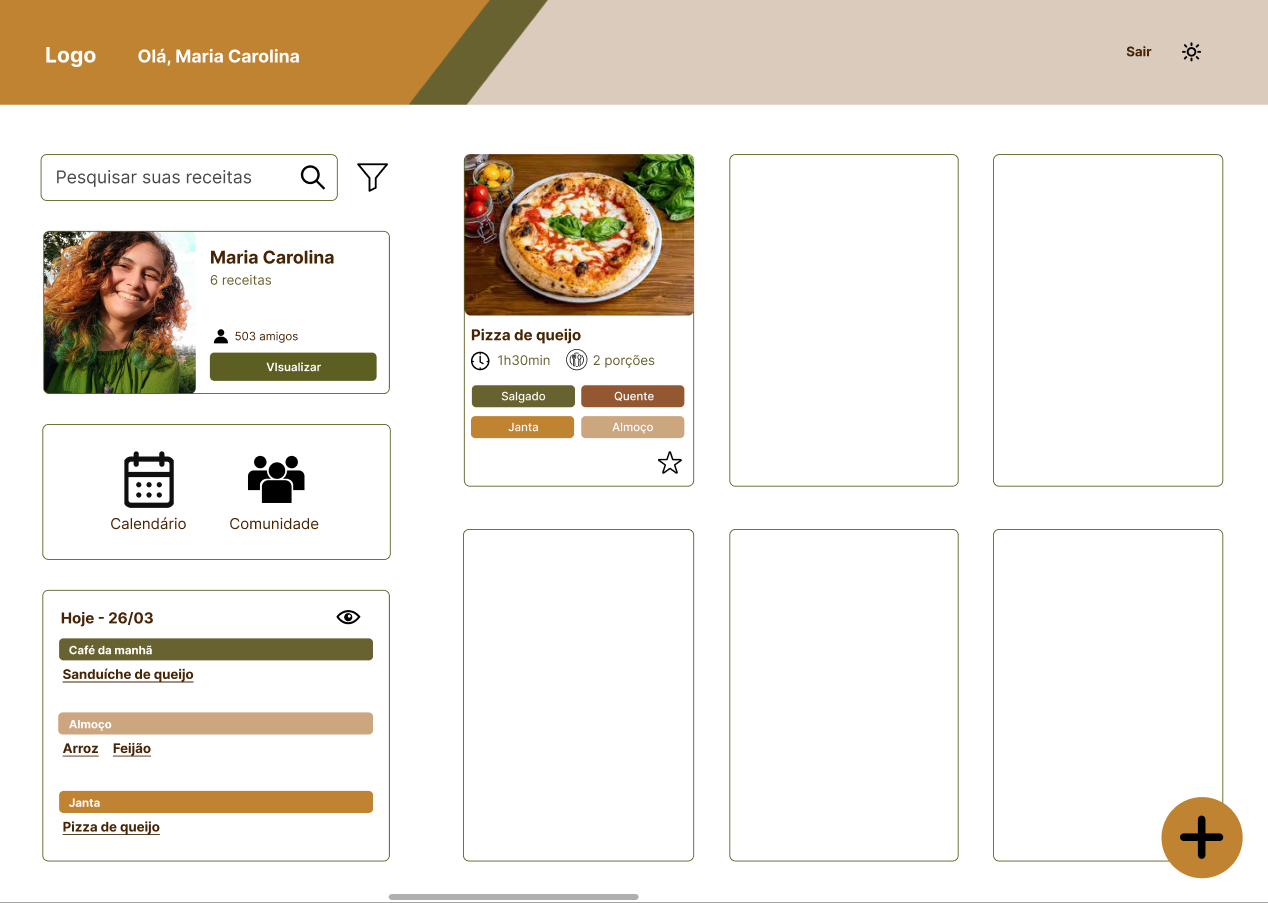 Logo
Olá, Maria Carolina
Sair
Pesquisar suas receitas
Maria Carolina
6 receitas
503 amigos
VIsualizar
Calendário
Comunidade
Hoje - 26/03
Café da manhã
Sanduíche de queijo
Almoço
Arroz Feijão
Janta
Pizza de queijo
Pizza de queijo
1h30min 2 porções
Salgado Quente
Janta Almoço